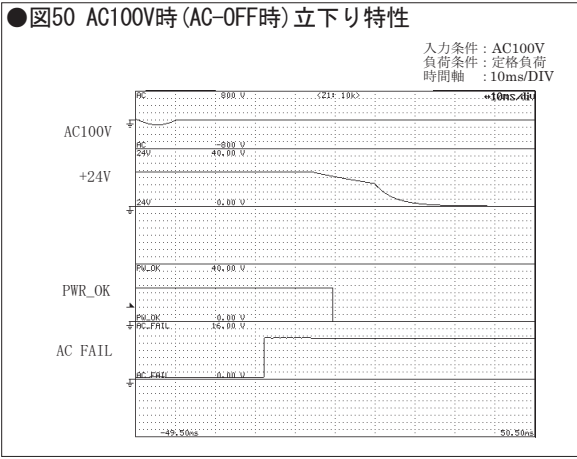 ●図50 AC100V時(AC-OFF時)立下り特性
入力条件：AC100V
負荷条件：定格負荷
時間軸　：10ms/DIV
AC 800 V <Z1: 10k> 10ms/div
AC100V
AC -800 V
24V 40.00 V
+24V
24V 0.00 V
PW_OK 40.00 V
PWR_OK
PW_OK 0.00 V
AC_FAIL 16.00 V
AC FAIL
AC_FAIL 0.00 V
-49.50ms 50.50ms